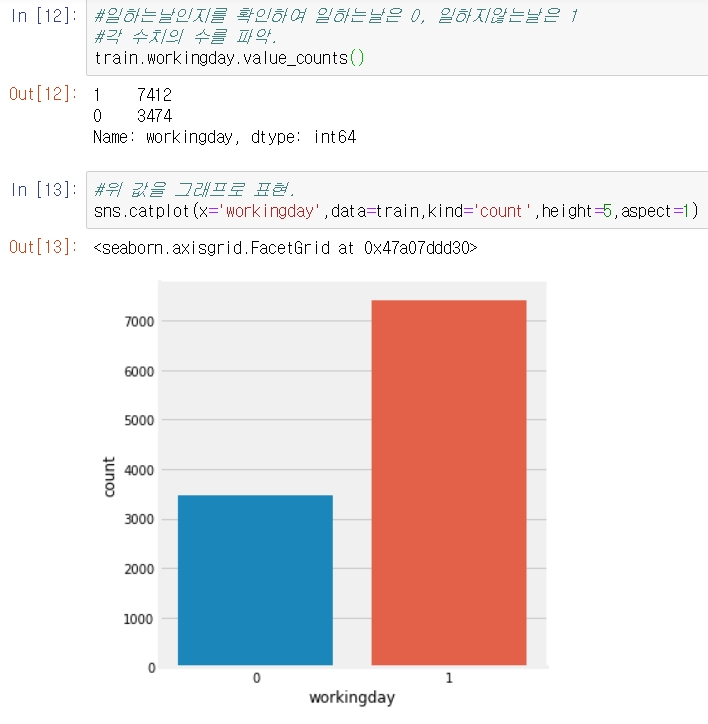 In [12]: #일하는날인지를 확인하여 일하는날은 0, 일하지않는날은 1
#각 수치의 수를 파악.
train.workingday.value_counts()
Out[12]: 1    7412
0    3474
Name: workingday, dtype: int64
In [13]: #위 값을 그래프로 표현.
sns.catplot(x='workingday',data=train,kind='count',height=5,aspect=1)
Out[13]: <seaborn.axisgrid.FacetGrid at 0x47a07ddd30>
7000
6000
5000
4000
3000
2000
1000
0
count
0 1
workingday